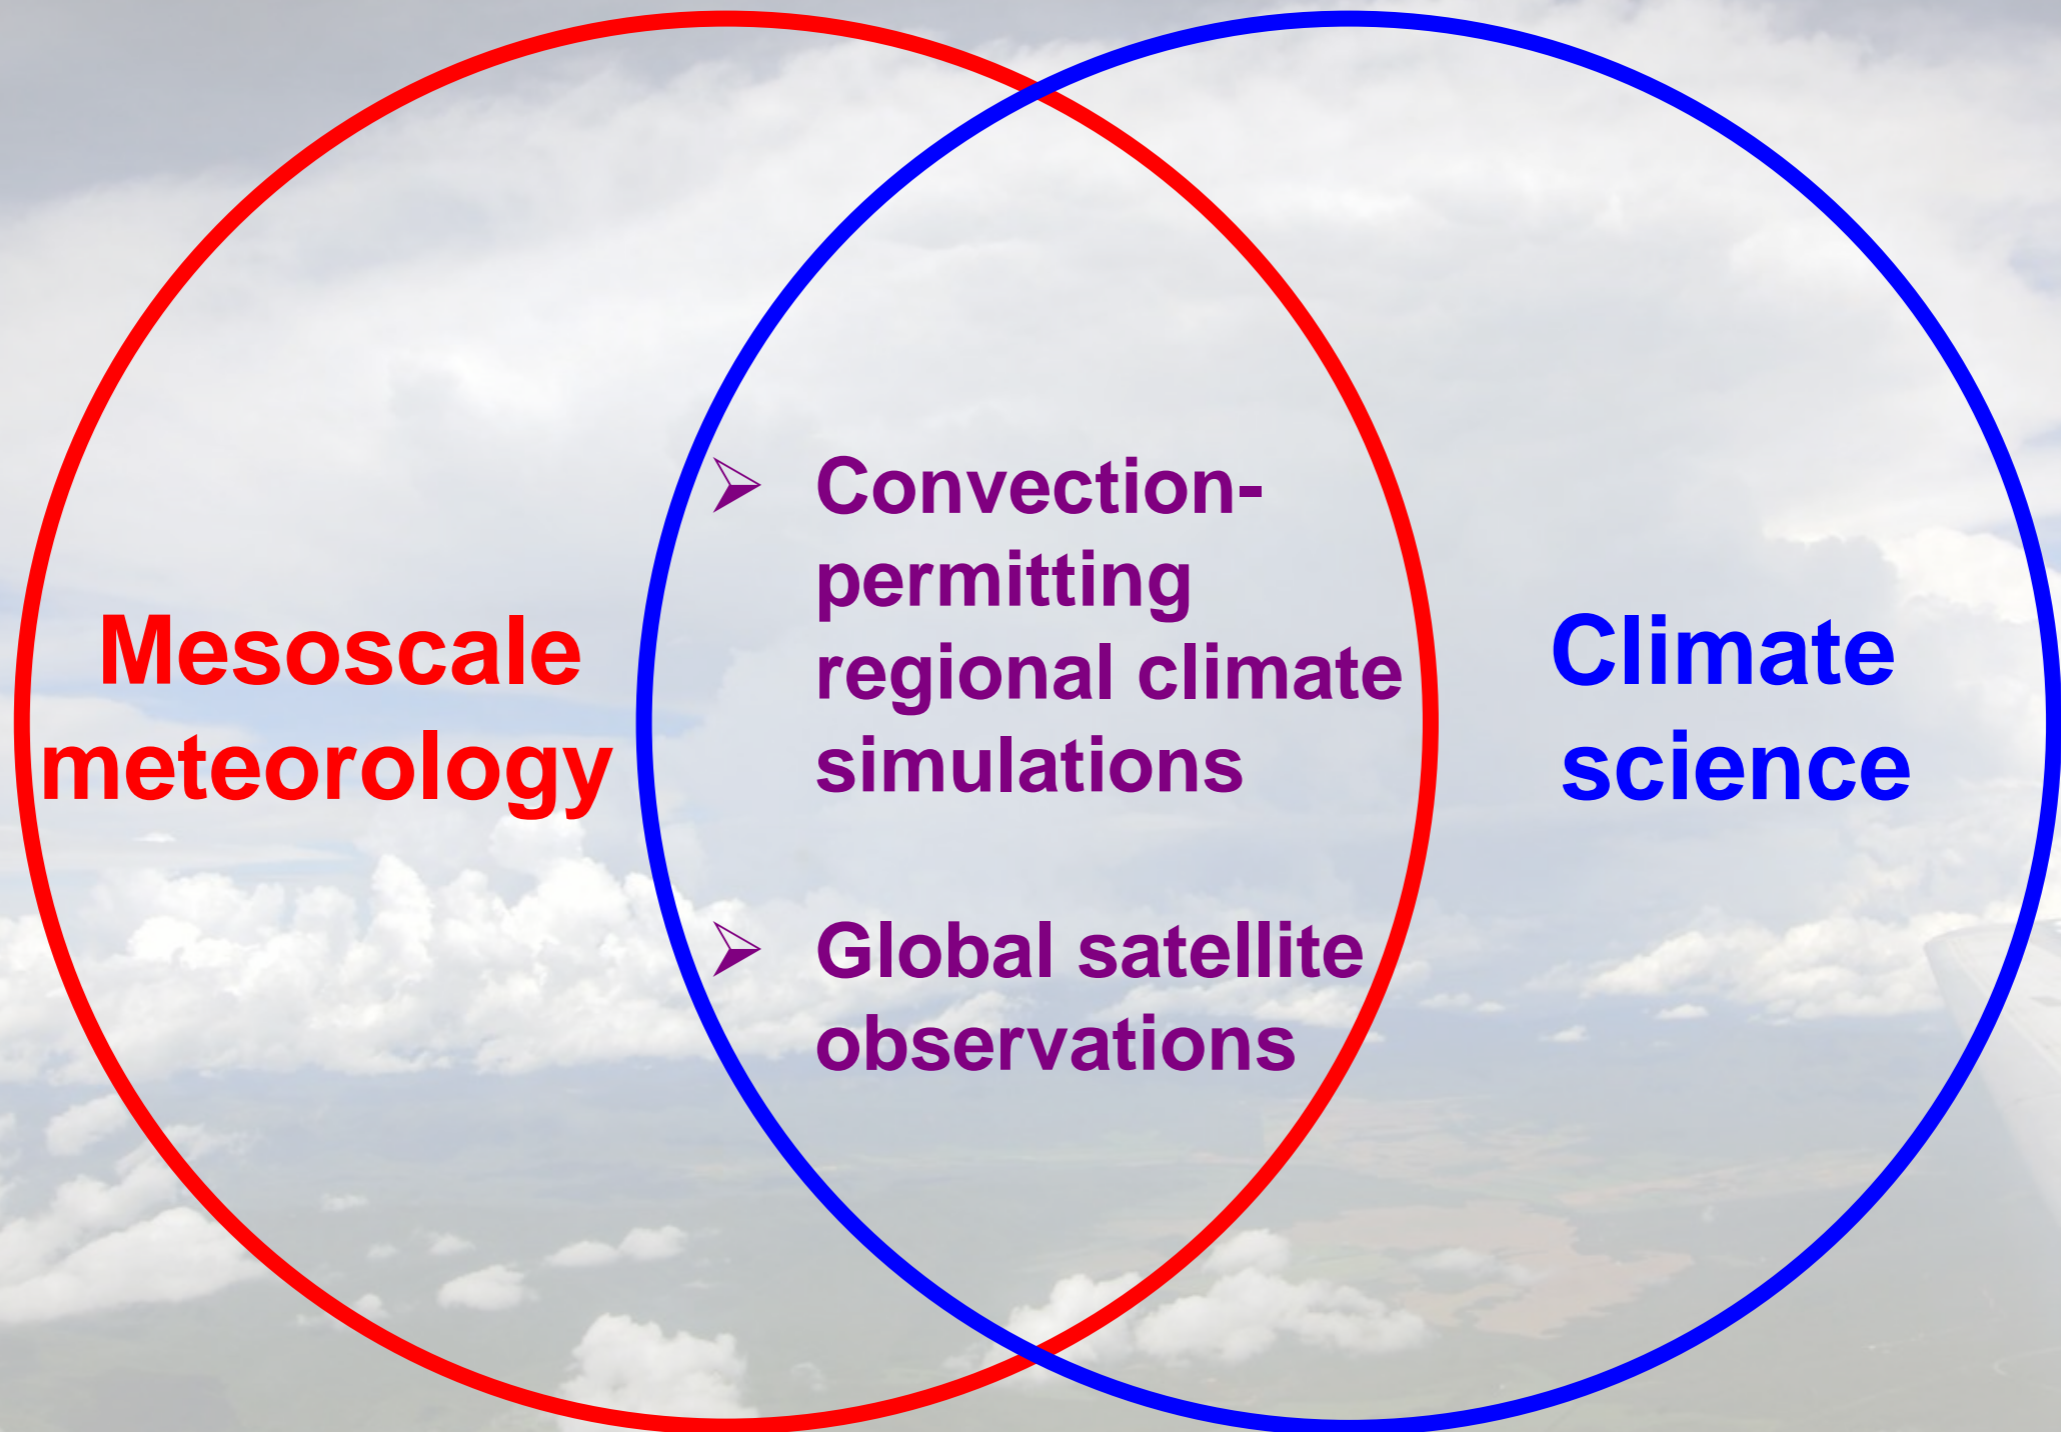 Mesoscale
meteorology
➢ Convection-
permitting
regional climate
simulations
➢ Global satellite
observations
Climate
science